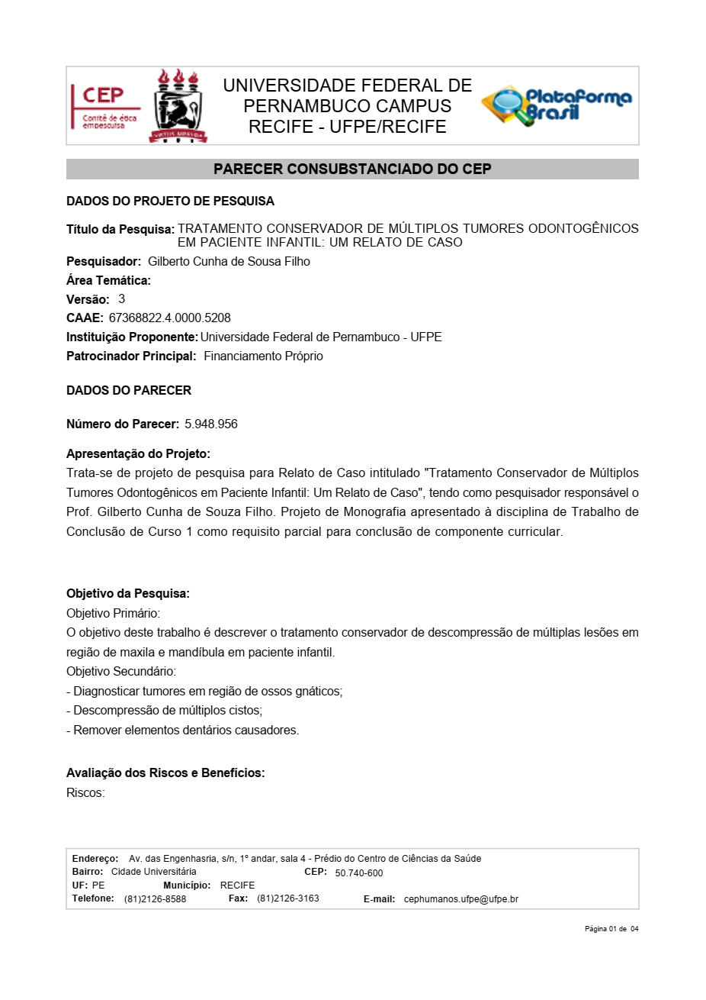 CEP
Comitê de ética
em pesquisa
VIRTUS IMPAVIDA
UNIVERSIDADE FEDERAL DE
PERNAMBUCO CAMPUS
RECIFE - UFPE/RECIFE
Plataforma
Brasil
PARECER CONSUBSTANCIADO DO CEP
DADOS DO PROJETO DE PESQUISA
Título da Pesquisa: TRATAMENTO CONSERVADOR DE MÚLTIPLOS TUMORES ODONTOGÊNICOS
EM PACIENTE INFANTIL: UM RELATO DE CASO
Pesquisador: Gilberto Cunha de Sousa Filho
Área Temática:
Versão: 3
CAAE: 67368822.4.0000.5208
Instituição Proponente: Universidade Federal de Pernambuco - UFPE
Patrocinador Principal: Financiamento Próprio
DADOS DO PARECER
Número do Parecer: 5.948.956
Apresentação do Projeto:
Trata-se de projeto de pesquisa para Relato de Caso intitulado "Tratamento Conservador de Múltiplos
Tumores Odontogênicos em Paciente Infantil: Um Relato de Caso", tendo como pesquisador responsável o
Prof. Gilberto Cunha de Souza Filho. Projeto de Monografia apresentado à disciplina de Trabalho de
Conclusão de Curso 1 como requisito parcial para conclusão de componente curricular.
Objetivo da Pesquisa:
Objetivo Primário:
O objetivo deste trabalho é descrever o tratamento conservador de descompressão de múltiplas lesões em
região de maxila e mandíbula em paciente infantil.
Objetivo Secundário:
- Diagnosticar tumores em região de ossos gnáticos;
- Descompressão de múltiplos cistos;
- Remover elementos dentários causadores.
Avaliação dos Riscos e Benefícios:
Riscos:
Endereço: Av. das Engenhasria, s/n, 1º andar, sala 4 - Prédio do Centro de Ciências da Saúde
Bairro: Cidade Universitária CEP: 50.740-600
UF: PE Município: RECIFE
Telefone: (81)2126-8588 Fax: (81)2126-3163 E-mail: cephumanos.ufpe@ufpe.br
Página 01 de 04